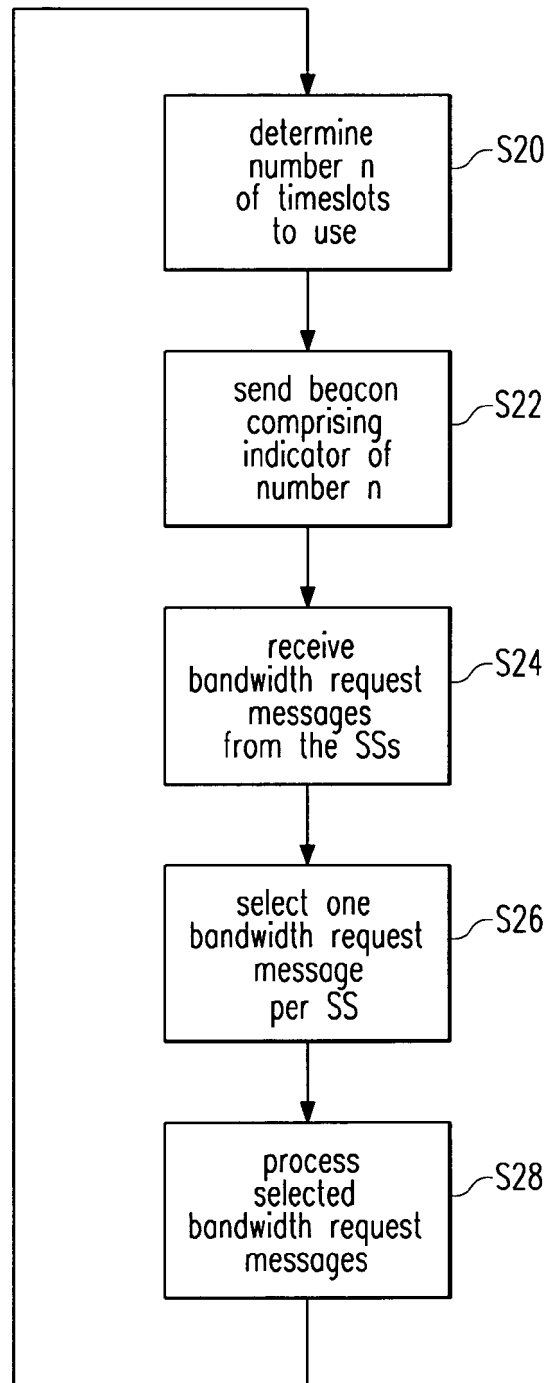 determine
number n
of timeslots
to use
S20
send beacon
comprising
indicator of
number n
S22
receive
bandwidth request
messages
from the SSs
S24
select one
bandwidth request
message
per SS
S26
process
selected
bandwidth request
messages
S28